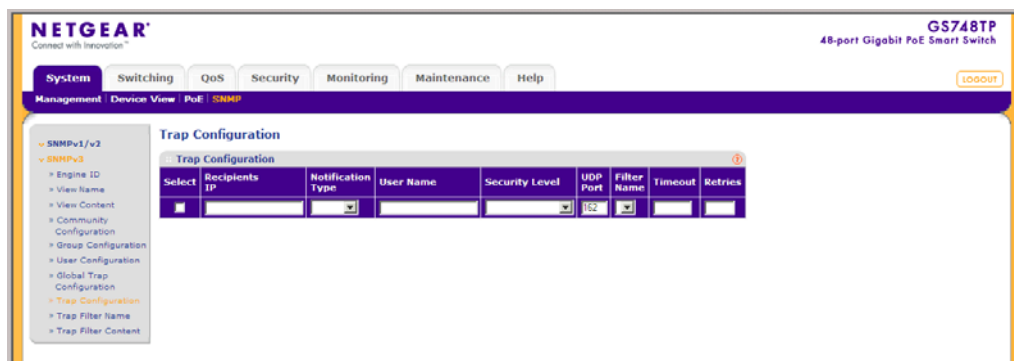 NETGEAR
Connect with Innovation™
GS748TP
48-port Gigabit PoE Smart Switch
System Switching QoS Security Monitoring Maintenance Help
LOGOUT
Management Device View PoE SNMP
SNMPv1/v2
SNMPv3
Engine ID
View Name
View Content
Community
Configuration
Group Configuration
User Configuration
Global Trap
Configuration
Trap Configuration
Trap Filter Name
Trap Filter Content
Trap Configuration
Trap Configuration
Select Recipients IP Notification Type User Name Security Level UDP Port Filter Name Timeout Retries
162